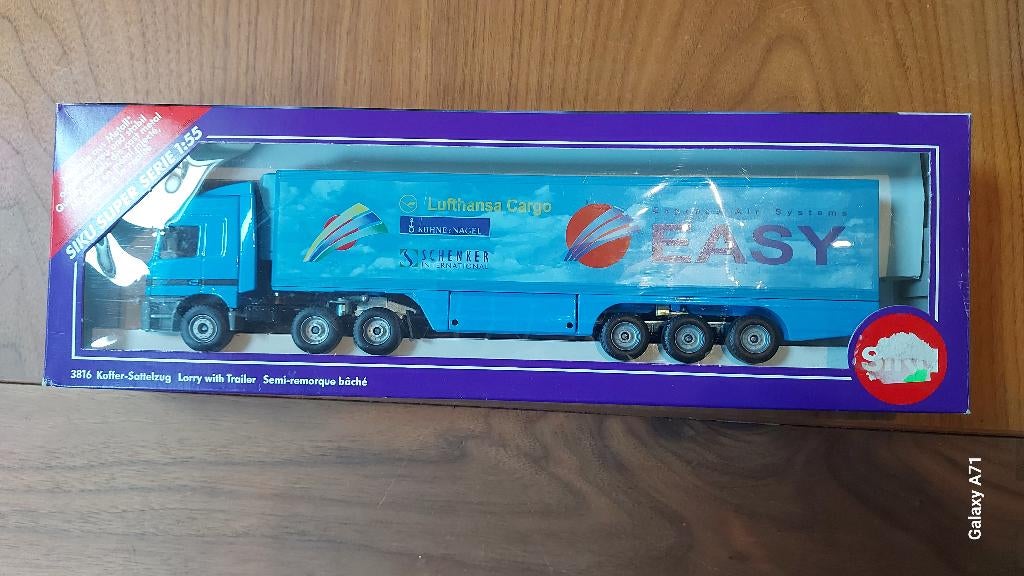 SIKU SUPER SERIE 1:55
Lufthansa Cargo
KÜHNE & NAGEL
SCHENKER
INTERNATIONAL
Express Air Systems
EASY
3816 Koffer-Sattelzug Lorry with Trailer Semi-remorque bâché
Galaxy A71